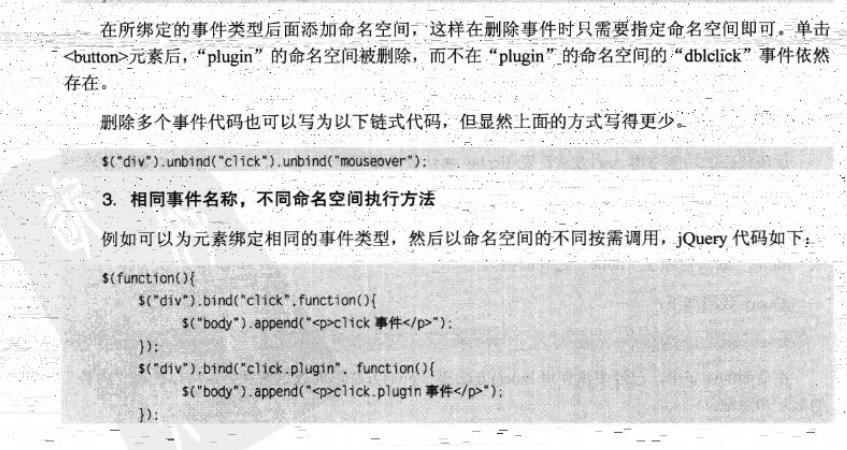 在所绑定的事件类型后面添加命名空间，这样在删除事件时只需要指定命名空间即可。单击
<button>元素后，“plugin”的命名空间被删除，而不在“plugin”的命名空间的“dblclick”事件依然
存在。
删除多个事件代码也可以写为以下链式代码，但显然上面的方式写得更少。
$("div").unbind("click").unbind("mouseover");
3. 相同事件名称，不同命名空间执行方法
例如可以为元素绑定相同的事件类型，然后以命名空间的不同按需调用，jQuery 代码如下：
$(function(){
$("div").bind("click",function(){
$("body").append("<p>click 事件</p>");
});
$("div").bind("click.plugin", function(){
$("body").append("<p>click.plugin 事件</p>");
});